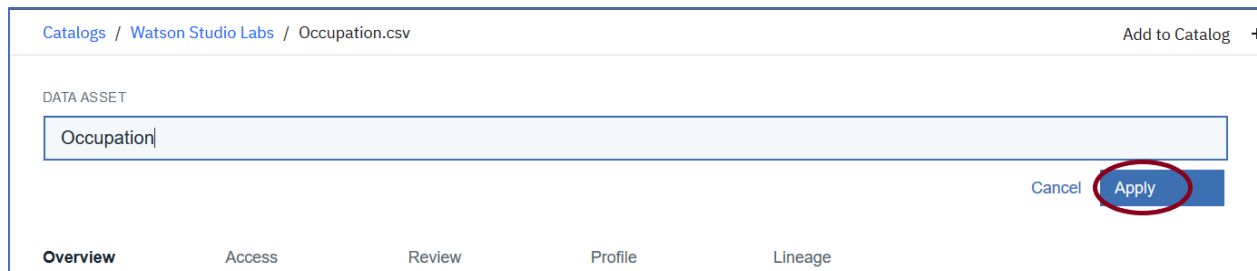 Catalogs / Watson Studio Labs / Occupation.csv Add to Catalog +
DATA ASSET
Occupation
Cancel Apply
Overview Access Review Profile Lineage